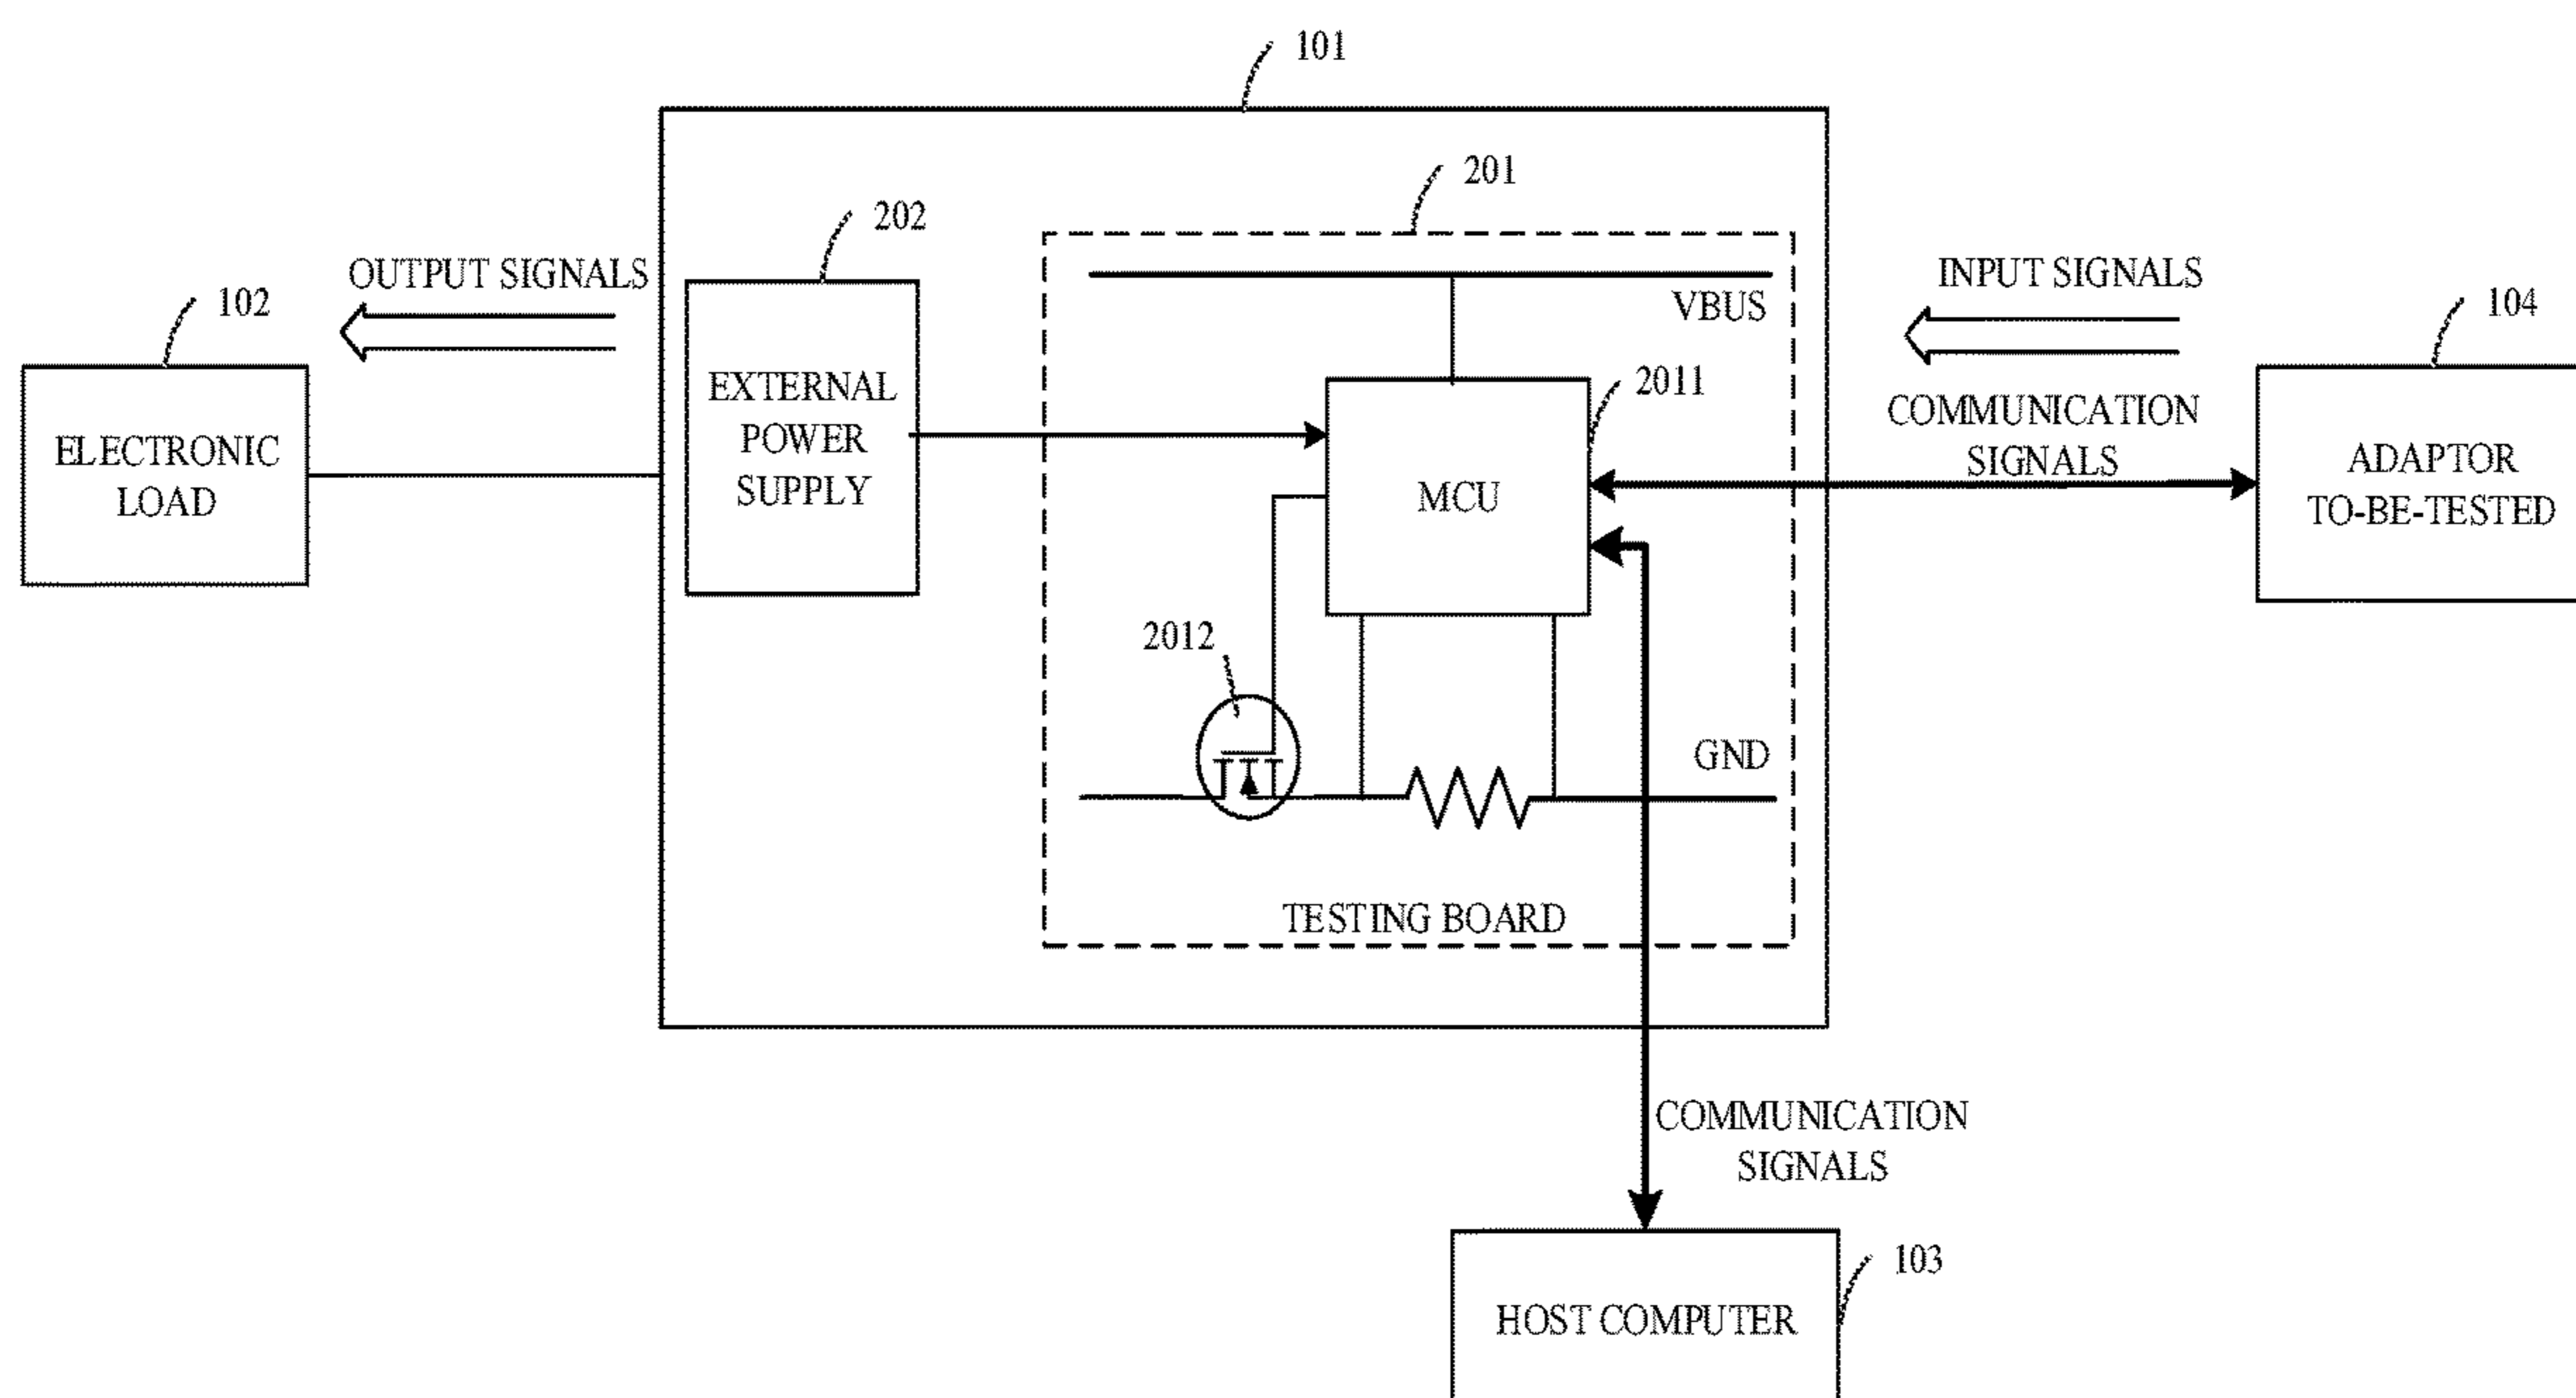 101
201
202
OUTPUT SIGNALS
INPUT SIGNALS
102
VBUS
104
EXTERNAL
POWER
SUPPLY
2011
COMMUNICATION
SIGNALS
ELECTRONIC
LOAD
MCU
ADAPTOR
TO-BE-TESTED
2012
GND
TESTING BOARD
COMMUNICATION
SIGNALS
103
HOST COMPUTER